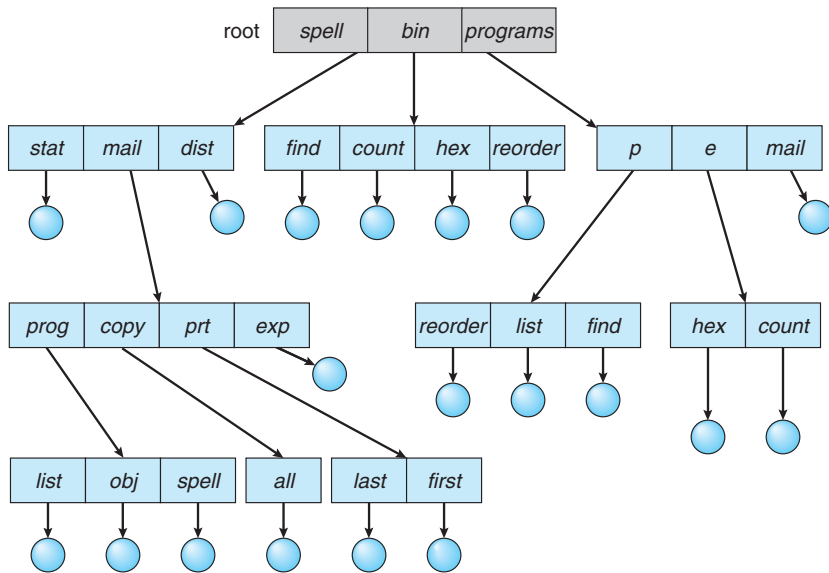 root spell bin programs
stat mail dist find count hex reorder p e mail
prog copy prt exp reorder list find hex count
list obj spell all last first